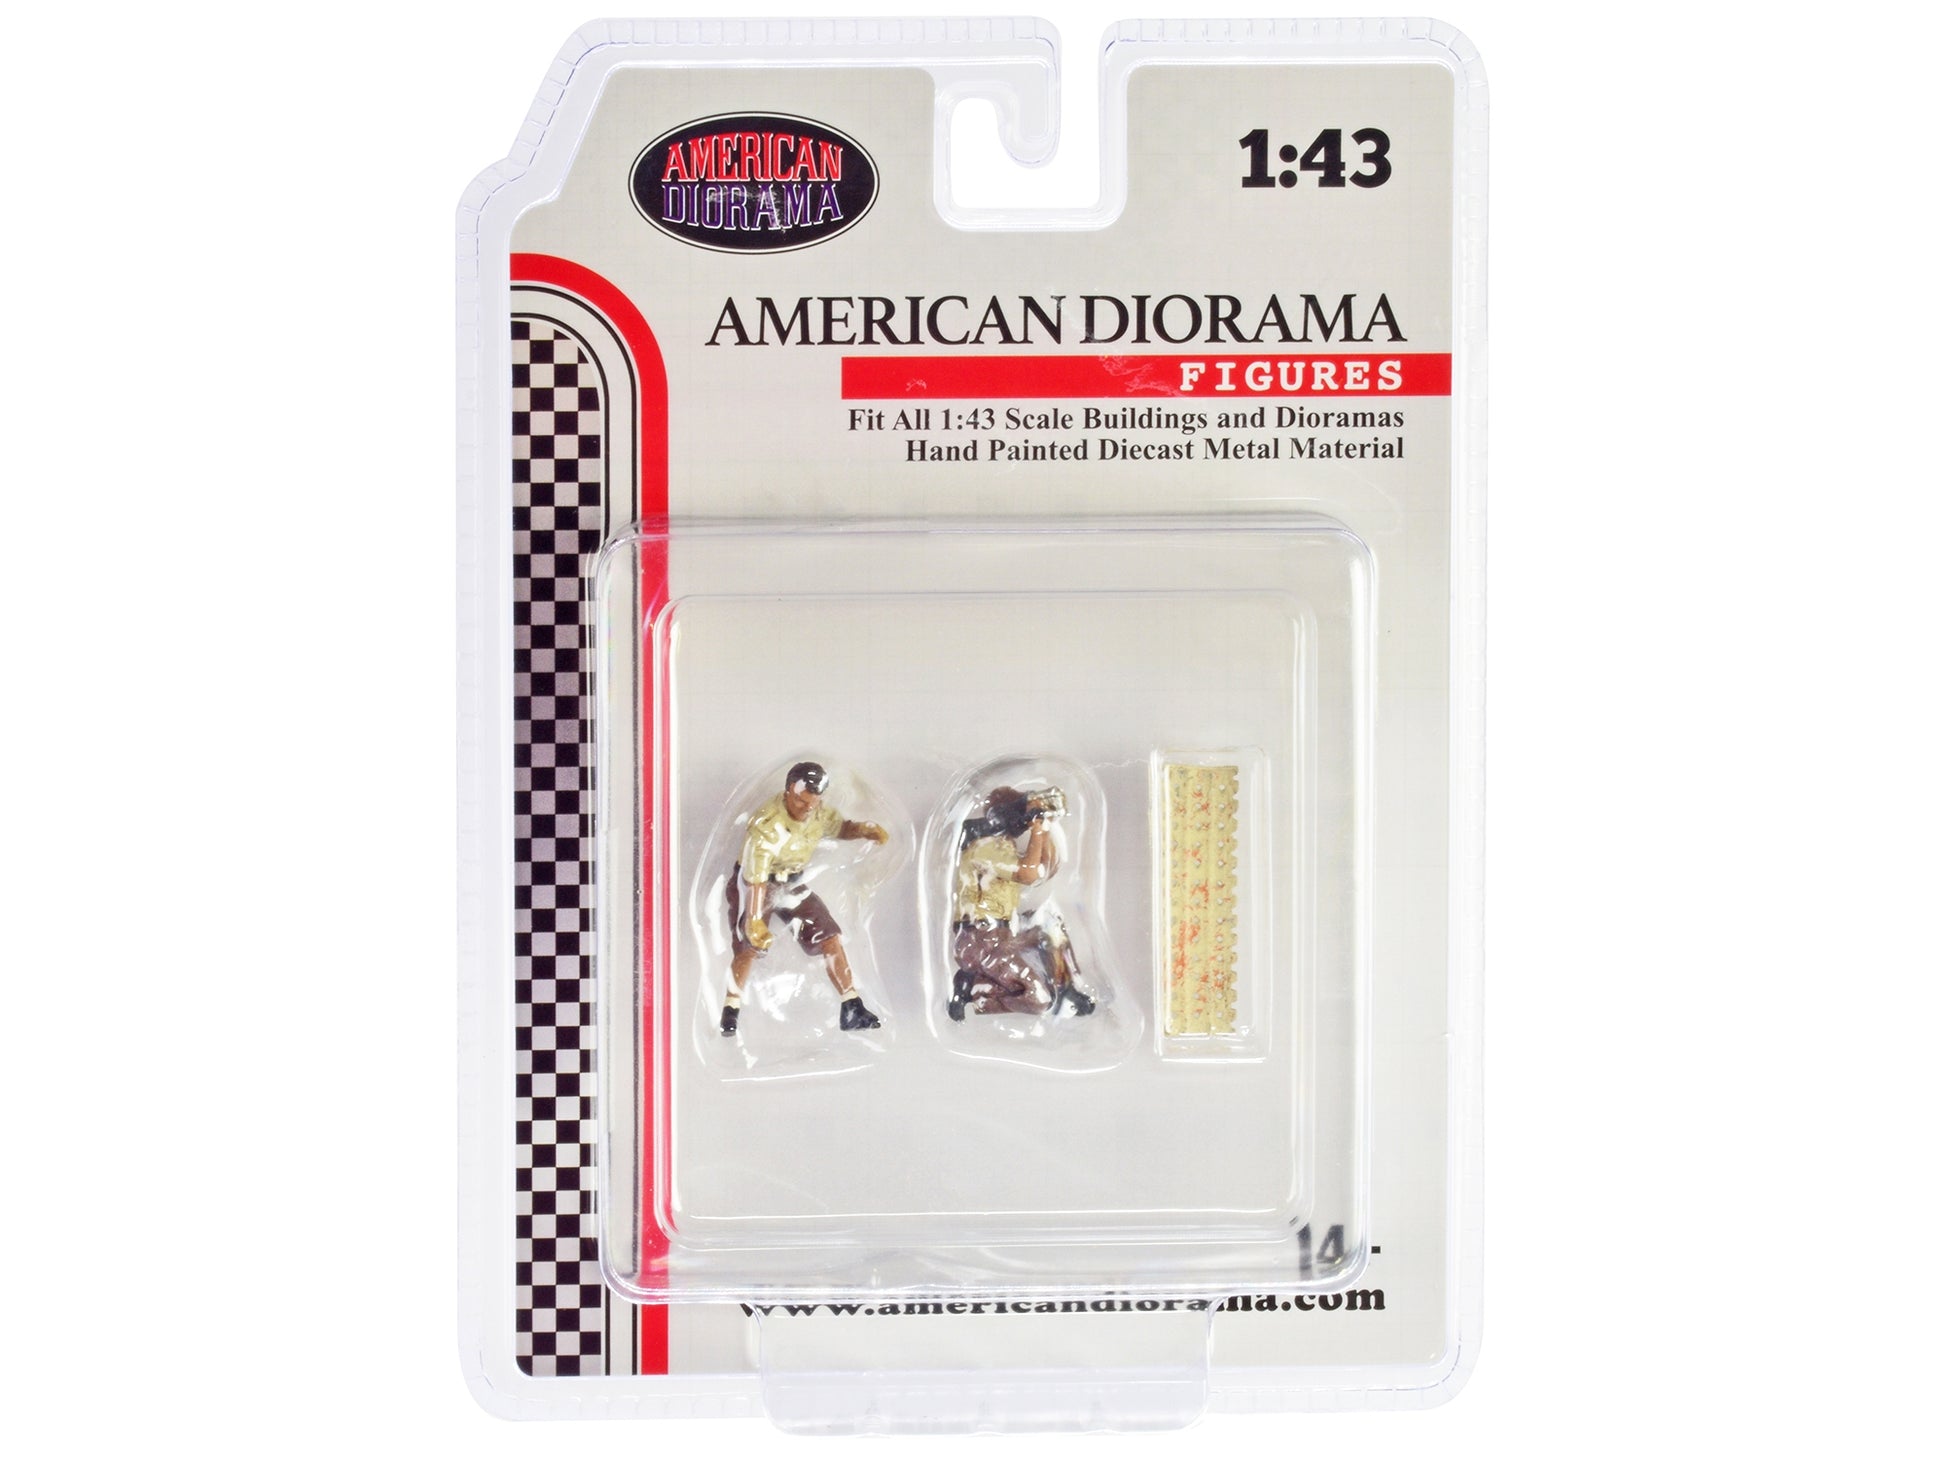 AMERICAN
DIORAMA
1:43
AMERICAN DIORAMA
FIGURES
Fit All 1:43 Scale Buildings and Dioramas
Hand Painted Diecast Metal Material
14
www.americandiorama.com